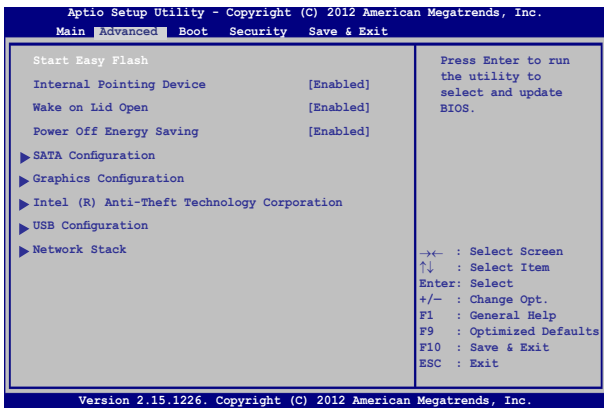 Aptio Setup Utility - Copyright (C) 2012 American Megatrends, Inc.
Main Advanced Boot Security Save & Exit
Start Easy Flash
Internal Pointing Device [Enabled]
Wake on Lid Open [Enabled]
Power Off Energy Saving [Enabled]
SATA Configuration
Graphics Configuration
Intel (R) Anti-Theft Technology Corporation
USB Configuration
Network Stack
Press Enter to run
the utility to
select and update
BIOS.
→← : Select Screen
↑↓ : Select Item
Enter: Select
+/— : Change Opt.
F1 : General Help
F9 : Optimized Defaults
F10 : Save & Exit
ESC : Exit
Version 2.15.1226. Copyright (C) 2012 American Megatrends, Inc.